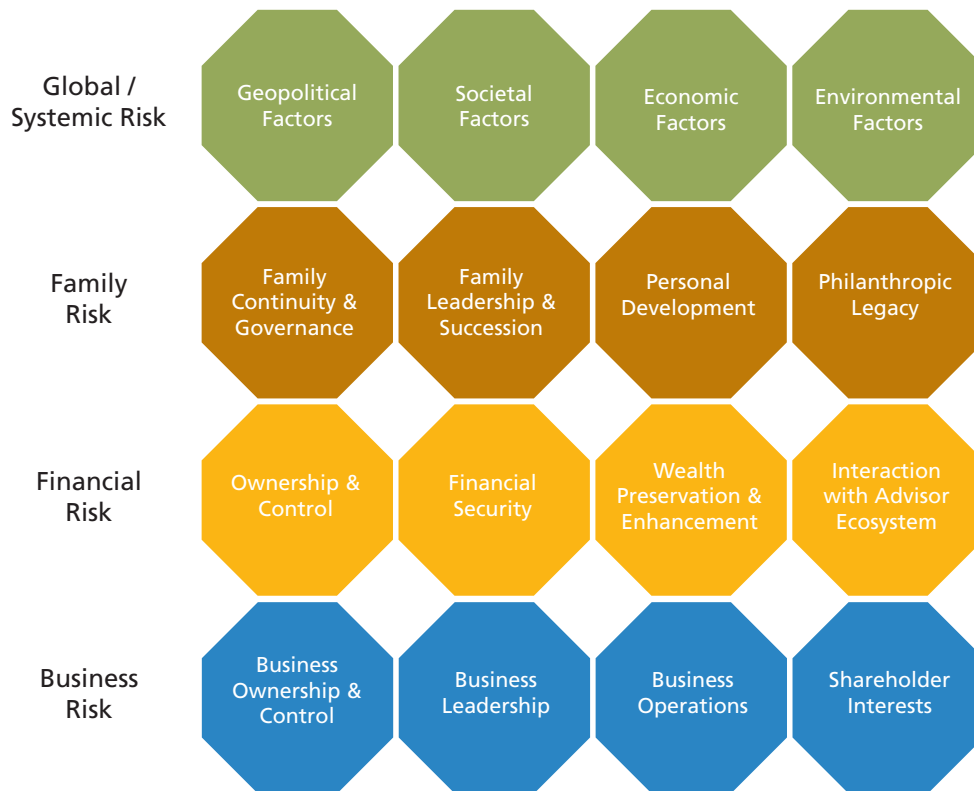 Global /
Systemic Risk
Geopolitical
Factors
Societal
Factors
Economic
Factors
Environmental
Factors
Family
Risk
Family
Continuity &
Governance
Family
Leadership &
Succession
Personal
Development
Philanthropic
Legacy
Financial
Risk
Ownership &
Control
Financial
Security
Wealth
Preservation &
Enhancement
Interaction
with Advisor
Ecosystem
Business
Risk
Business
Ownership &
Control
Business
Leadership
Business
Operations
Shareholder
Interests